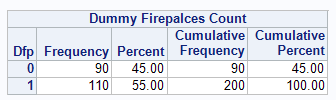 Dummy Firepalces Count
Dfp Frequency Percent Cumulative Frequency Cumulative Percent
0 90 45.00 90 45.00
1 110 55.00 200 100.00